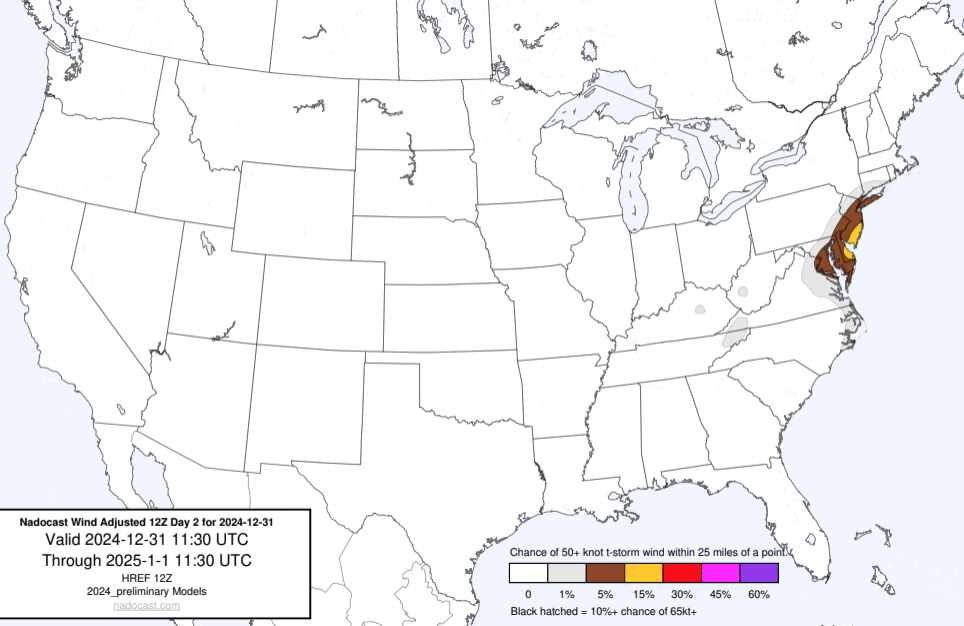 Nadocast Wind Adjusted 12Z Day 2 for 2024-12-31
Valid 2024-12-31 11:30 UTC
Through 2025-1-1 11:30 UTC
HREF 12Z
2024_preliminary Models
nadocast.com
Chance of 50+ knot t-storm wind within 25 miles of a point.
0 1% 5% 15% 30% 45% 60%
Black hatched = 10%+ chance of 65kt+